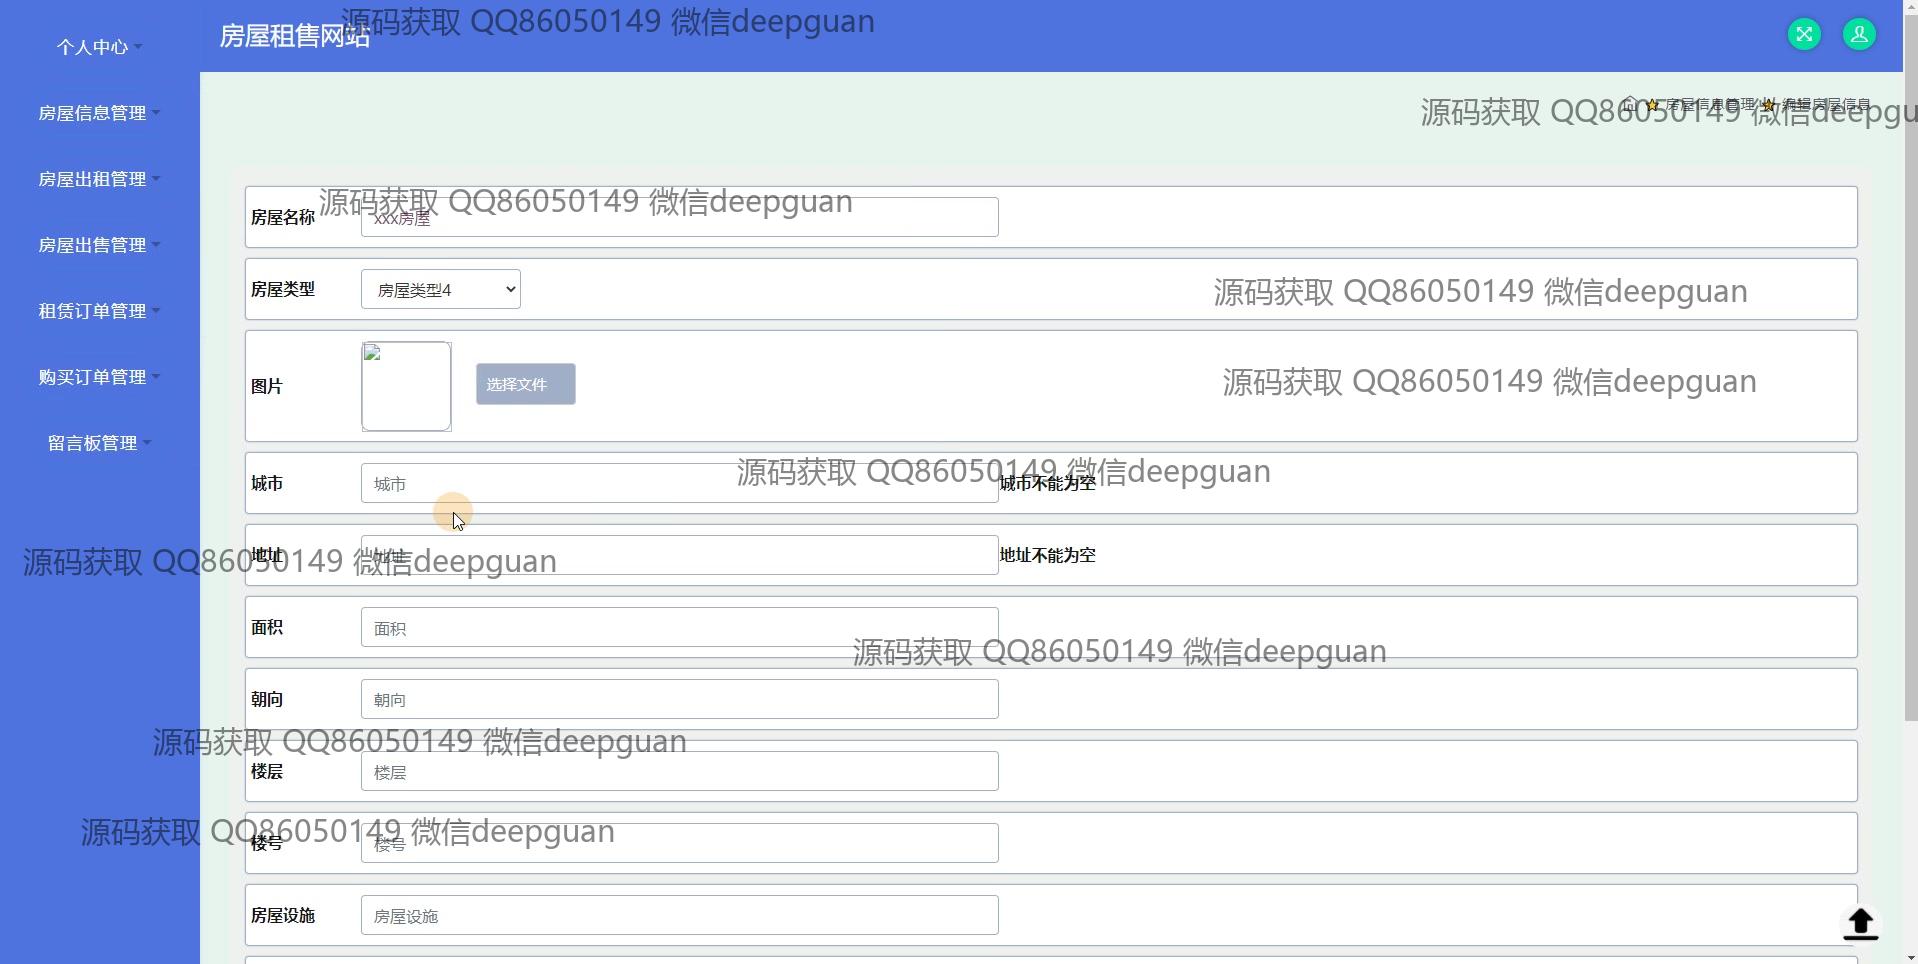 个人中心
房屋信息管理
房屋出租管理
房屋出售管理
租赁订单管理
购买订单管理
留言板管理
房屋租售网站
源码获取 QQ86050149 微信deepguan
房屋信息管理 编辑房屋信息
源码获取 QQ86050149 微信deepgu
房屋名称 xxx房屋
源码获取 QQ86050149 微信deepguan
房屋类型 房屋类型4
源码获取 QQ86050149 微信deepguan
图片 选择文件
源码获取 QQ86050149 微信deepguan
城市 城市 城市不能为空
源码获取 QQ86050149 微信deepguan
地址 地址 地址不能为空
源码获取 QQ86050149 微信deepguan
面积 面积
源码获取 QQ86050149 微信deepguan
朝向 朝向
源码获取 QQ86050149 微信deepguan
楼层 楼层
源码获取 QQ86050149 微信deepguan
楼号 楼号
房屋设施 房屋设施